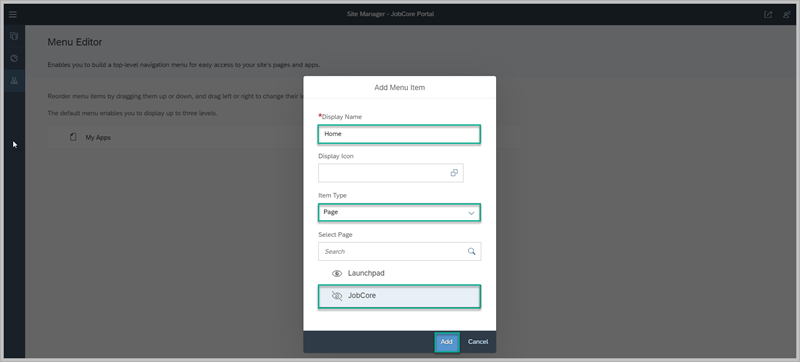 Site Manager - JobCore Portal
Menu Editor
Enables you to build a top-level navigation menu for easy access to your site's pages and apps.
Reorder menu items by dragging them up or down, and drag left or right to change their
The default menu enables you to display up to three levels.
My Apps
Add Menu Item
*Display Name
Home
Display Icon
Item Type
Page
Select Page
Search
Launchpad
JobCore
Add Cancel